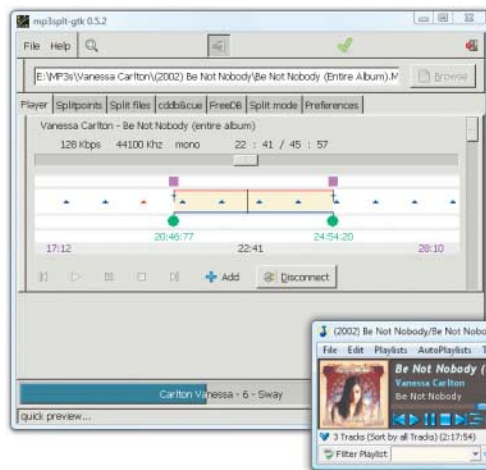 mp3splt-gtk 0.5.2
File Help
E:\MP3s\Vanessa Carlton\(2002) Be Not Nobody\Be Not Nobody (Entire Album).M Browse
Player Splitpoints Split files cddb&cue FreeDB Split mode Preferences
Vanessa Carlton - Be Not Nobody (entire album)
128 Kbps 44100 Khz mono 22 : 41 / 45 : 57
20:46:77 24:54:20
17:12 22:41 28:10
Add Disconnect
Carlton Vanessa - 6 - Sway
quick preview...
(2002) Be Not Nobody/Be Not Nobo
File Edit Playlists AutoPlaylists T
Be Not Nobody (
Vanessa Carlton
Be Not Nobody
3 Tracks (Sort by all Tracks) (2:17:54)
Filter Playlist: